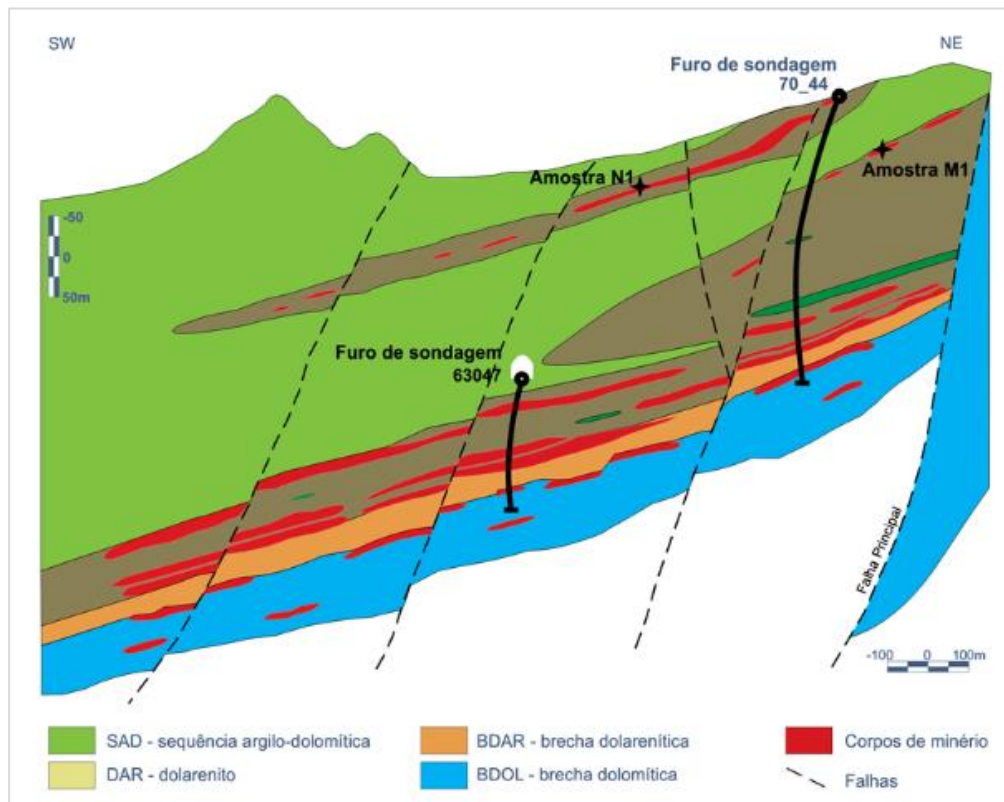 SW
NE
Furo de sondagem
70_44
Amostra N1
Amostra M1
-50
0
50m
Furo de sondagem
63047
Falha Principal
-100 0 100m
SAD - sequência argilo-dolomítica
BDAR - brecha dolarenítica
Corpos de minério
DAR - dolarenito
BDOL - brecha dolomítica
Falhas